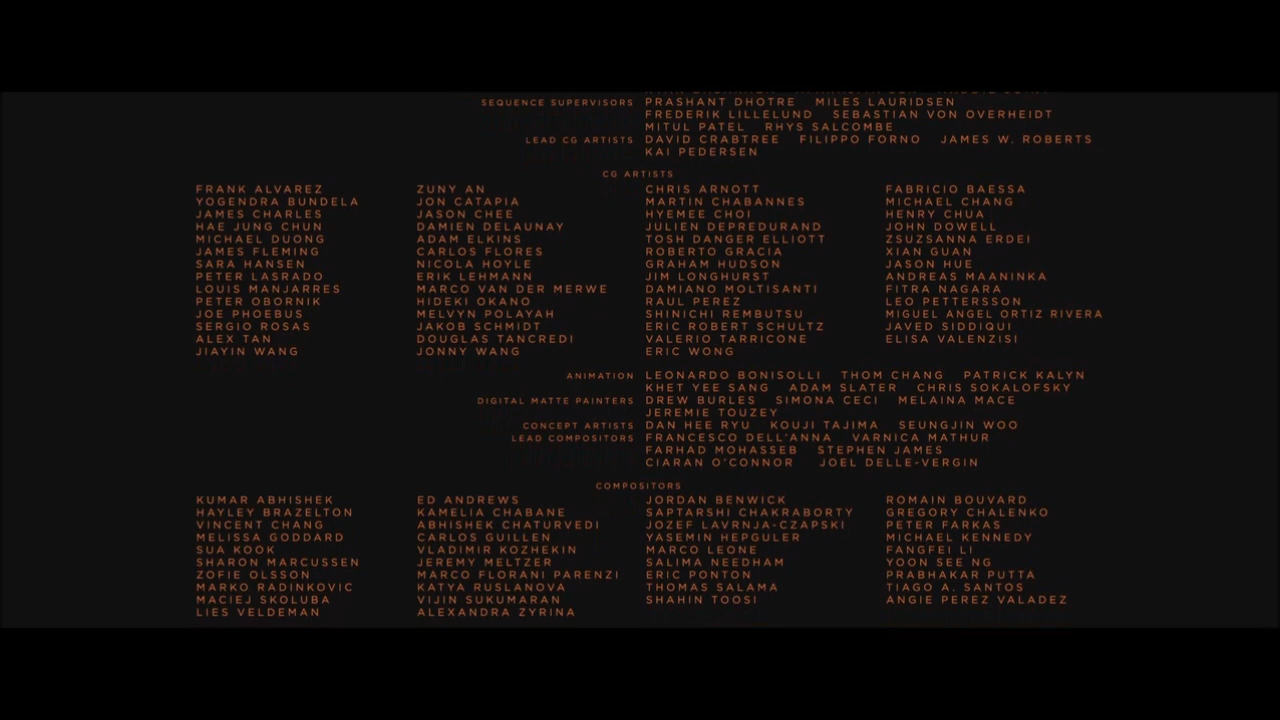 SEQUENCE SUPERVISORS PRASHANT DHOTRE MILES LAURIDSEN
FREDERIK LILLELUND SEBASTIAN VON OVERHEIDT
MITUL PATEL RHYS SALCOMBE
LEAD CG ARTISTS DAVID CRABTREE FILIPPO FORNO JAMES W. ROBERTS
KAI PEDERSEN
CG ARTISTS
FRANK ALVAREZ ZUNY AN CHRIS ARNOTT FABRICIO BAESSA
YOGENDRA BUNDELA JON CATAPIA MARTIN CHABANNES MICHAEL CHANG
JAMES CHARLES JASON CHEE HYEMEE CHOI HENRY CHUA
HAE JUNG CHUN DAMIEN DELAUNAY JULIEN DEPREDURAND JOHN DOWELL
MICHAEL DUONG ADAM ELKINS TOSH DANGER ELLIOTT ZSUZSANNA ERDEI
JAMES FLEMING CARLOS FLORES ROBERTO GRACIA XIAN GUAN
SARA HANSEN NICOLA HOYLE GRAHAM HUDSON JASON HUE
PETER LASRADO ERIK LEHMANN JIM LONGHURST ANDREAS MAANINKA
LOUIS MANJARRES MARCO VAN DER MERWE DAMIANO MOLTISANTI FITRA NAGARA
PETER OBORNIK HIDEKI OKANO RAUL PEREZ LEO PETTERSSON
JOE PHOEBUS MELVYN POLAYAH SHINICHI REMBUTSU MIGUEL ANGEL ORTIZ RIVERA
SERGIO ROSAS JAKOB SCHMIDT ERIC ROBERT SCHULTZ JAVED SIDDIQUI
ALEX TAN DOUGLAS TANCREDI VALERIO TARRICONE ELISA VALENZISI
JIAYIN WANG JONNY WANG ERIC WONG
ANIMATION LEONARDO BONISOLLI THOM CHANG PATRICK KALYN
KHET YEE SANG ADAM SLATER CHRIS SOKALOFSKY
DIGITAL MATTE PAINTERS DREW BURLES SIMONA CECI MELAINA MACE
JEREMIE TOUZEY
CONCEPT ARTISTS DAN HEE RYU KOUJI TAJIMA SEUNGJIN WOO
LEAD COMPOSITORS FRANCESCO DELL'ANNA VARNICA MATHUR
FARHAD MOHASSEB STEPHEN JAMES
CIARAN O'CONNOR JOEL DELLE-VERGIN
COMPOSITORS
KUMAR ABHISHEK ED ANDREWS JORDAN BENWICK ROMAIN BOUVARD
HAYLEY BRAZELTON KAMELIA CHABANE SAPTARSHI CHAKRABORTY GREGORY CHALENKO
VINCENT CHANG ABHISHEK CHATURVEDI JOZEF LAVRNJA-CZAPSKI PETER FARKAS
MELISSA GODDARD CARLOS GUILLEN YASEMIN HEPGULER MICHAEL KENNEDY
SUA KOOK VLADIMIR KOZHEKIN MARCO LEONE FANGFEI LI
SHARON MARCUSSEN JEREMY MELTZER SALIMA NEEDHAM YOON SEE NG
ZOFIE OLSSON MARCO FLORANI PARENZI ERIC PONTON PRABHAKAR PUTTA
MARKO RADINKOVIC KATYA RUSLANOVA THOMAS SALAMA TIAGO A. SANTOS
MACIEJ SKOLUBA VIJIN SUKUMARAN SHAHIN TOOSI ANGIE PEREZ VALADEZ
LIES VELDEMAN ALEXANDRA ZYRINA